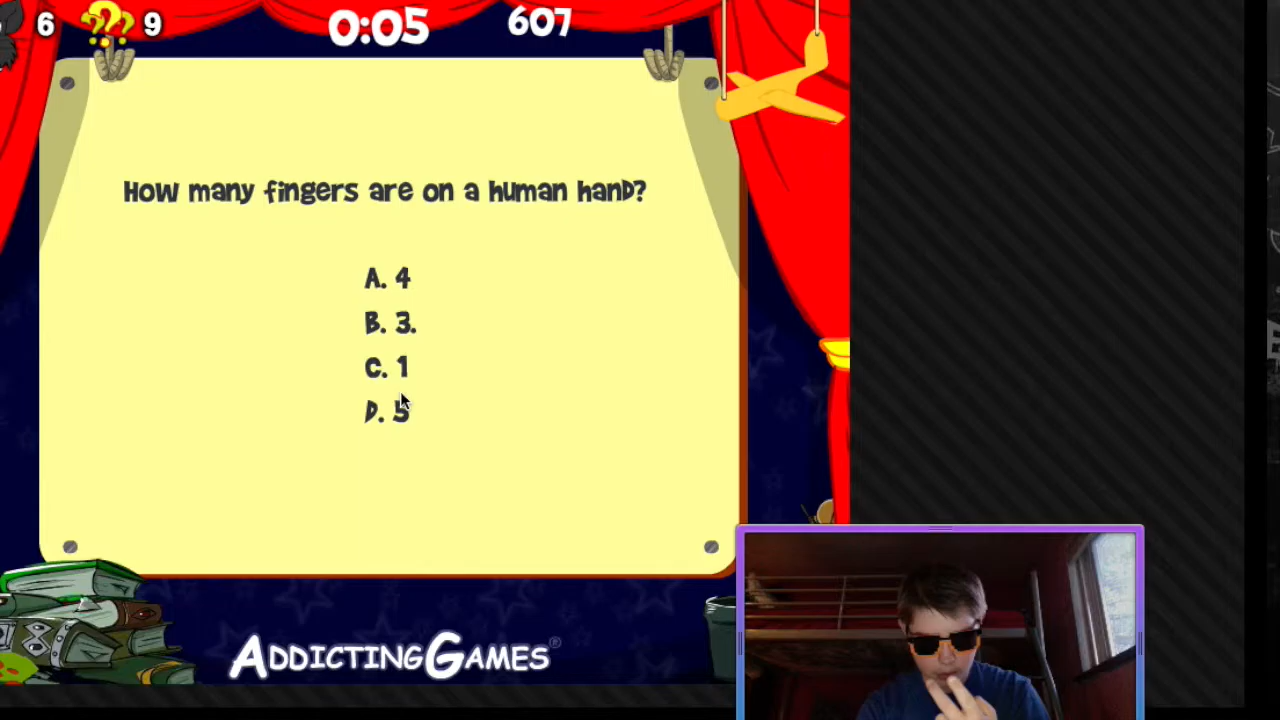 6 ??? 9 0:05 607
How many fingers are on a human hand?
A. 4
B. 3.
C. 1
D. 5
ADDICTINGGAMES®